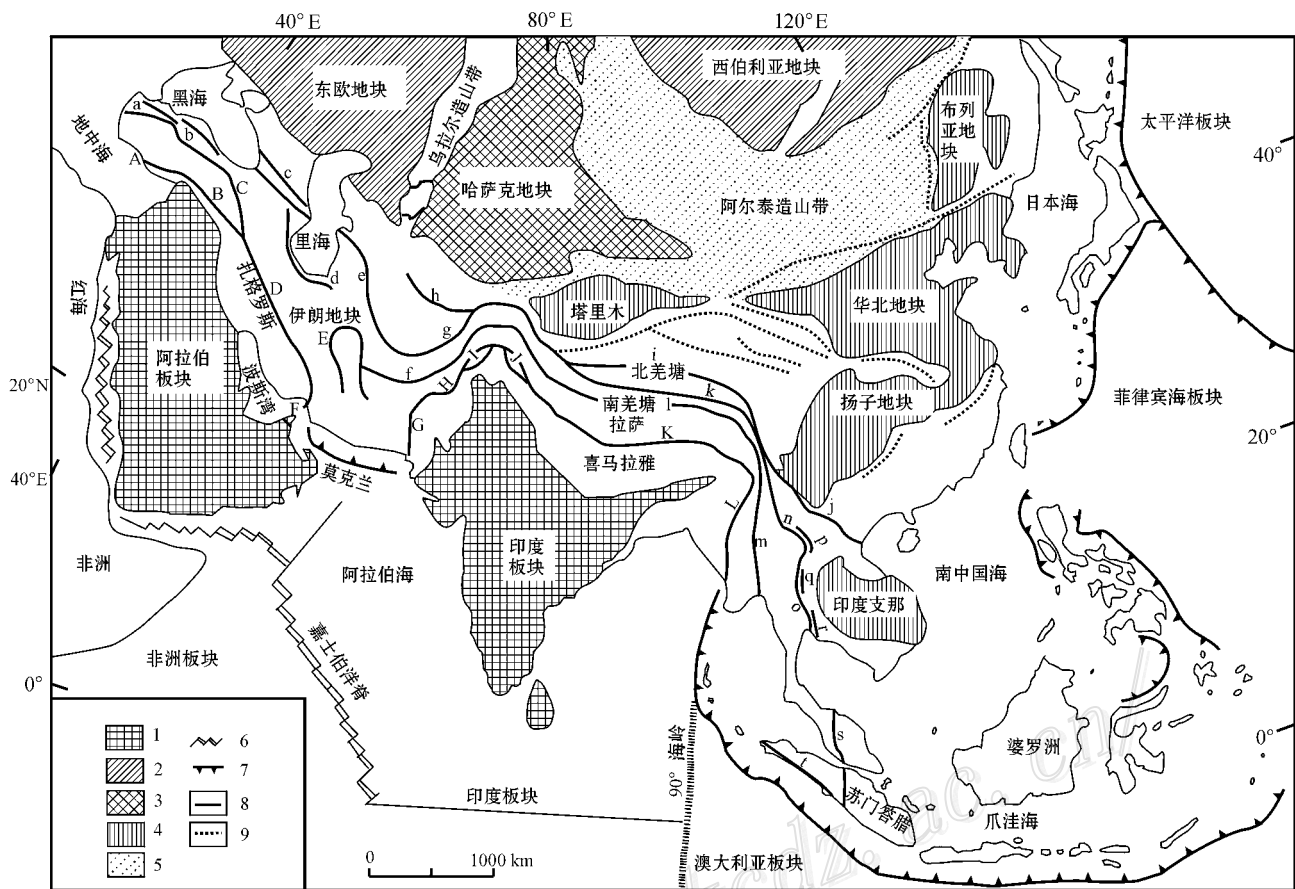 40°E
80°E
120°E
黑海
东欧地块
乌拉尔造山带
西伯利亚地块
布列亚地块
太平洋板块
地中海
a
b
c
A
B
C
哈萨克地块
阿尔泰造山带
日本海
40°
里海
d
e
h
红海
扎格罗斯
D
伊朗地块
E
g
f
塔里木
华北地块
阿拉伯板块
波斯湾
F
20°N
H
I
J
i
北羌塘
k
南羌塘
l
拉萨
K
扬子地块
菲律宾海板块
G
20°
40°E
莫克兰
喜马拉雅
L
m
n
j
p
q
o
r
印度支那
南中国海
非洲
阿拉伯海
印度板块
非洲板块
嘉士伯洋脊
0°
90°海岭
s
t
苏门答腊
婆罗洲
爪洼海
0°
印度板块
澳大利亚板块
0
1000 km
1
2
3
4
5
6
7
8
9
kcdz.ac.cn/